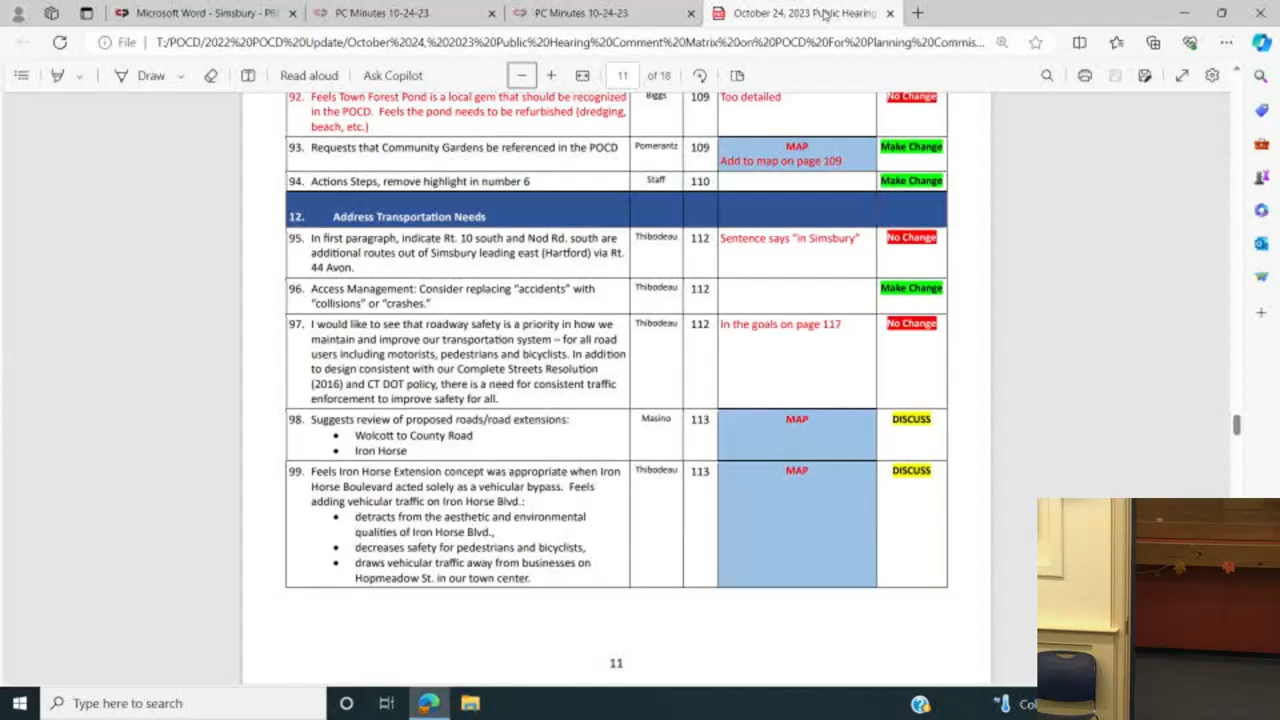 Microsoft Word - Simsbury - PR
PC Minutes 10-24-23
PC Minutes 10-24-23
October 24, 2023 Public Hearing
File
T:/POCD/2022%20POCD%20Update/October%2024,%202023%20Public%20Hearing%20Comment%20Matrix%20on%20POCD%20For%20Planning%20Commis...
Draw
Read aloud
Ask Copilot
11
of 18
92. Feels Town Forest Pond is a local gem that should be recognized
in the POCD. Feels the pond needs to be refurbished (dredging,
beach, etc.)
Biggs
109
Too detailed
No Change
93. Requests that Community Gardens be referenced in the POCD
Pomerantz
109
MAP
Add to map on page 109
Make Change
94. Actions Steps, remove highlight in number 6
Staff
110
Make Change
12. Address Transportation Needs
95. In first paragraph, indicate Rt. 10 south and Nod Rd. south are
additional routes out of Simsbury leading east (Hartford) via Rt.
44 Avon.
Thibodeau
112
Sentence says "in Simsbury"
No Change
96. Access Management: Consider replacing "accidents" with
"collisions" or "crashes."
Thibodeau
112
Make Change
97. I would like to see that roadway safety is a priority in how we
maintain and improve our transportation system – for all road
users including motorists, pedestrians and bicyclists. In addition
to design consistent with our Complete Streets Resolution
(2016) and CT DOT policy, there is a need for consistent traffic
enforcement to improve safety for all.
Thibodeau
112
In the goals on page 117
No Change
98. Suggests review of proposed roads/road extensions:
• Wolcott to County Road
• Iron Horse
Masino
113
MAP
DISCUSS
99. Feels Iron Horse Extension concept was appropriate when Iron
Horse Boulevard acted solely as a vehicular bypass. Feels
adding vehicular traffic on Iron Horse Blvd.:
• detracts from the aesthetic and environmental
qualities of Iron Horse Blvd.,
• decreases safety for pedestrians and bicyclists,
• draws vehicular traffic away from businesses on
Hopmeadow St. in our town center.
Thibodeau
113
MAP
DISCUSS
11
Type here to search